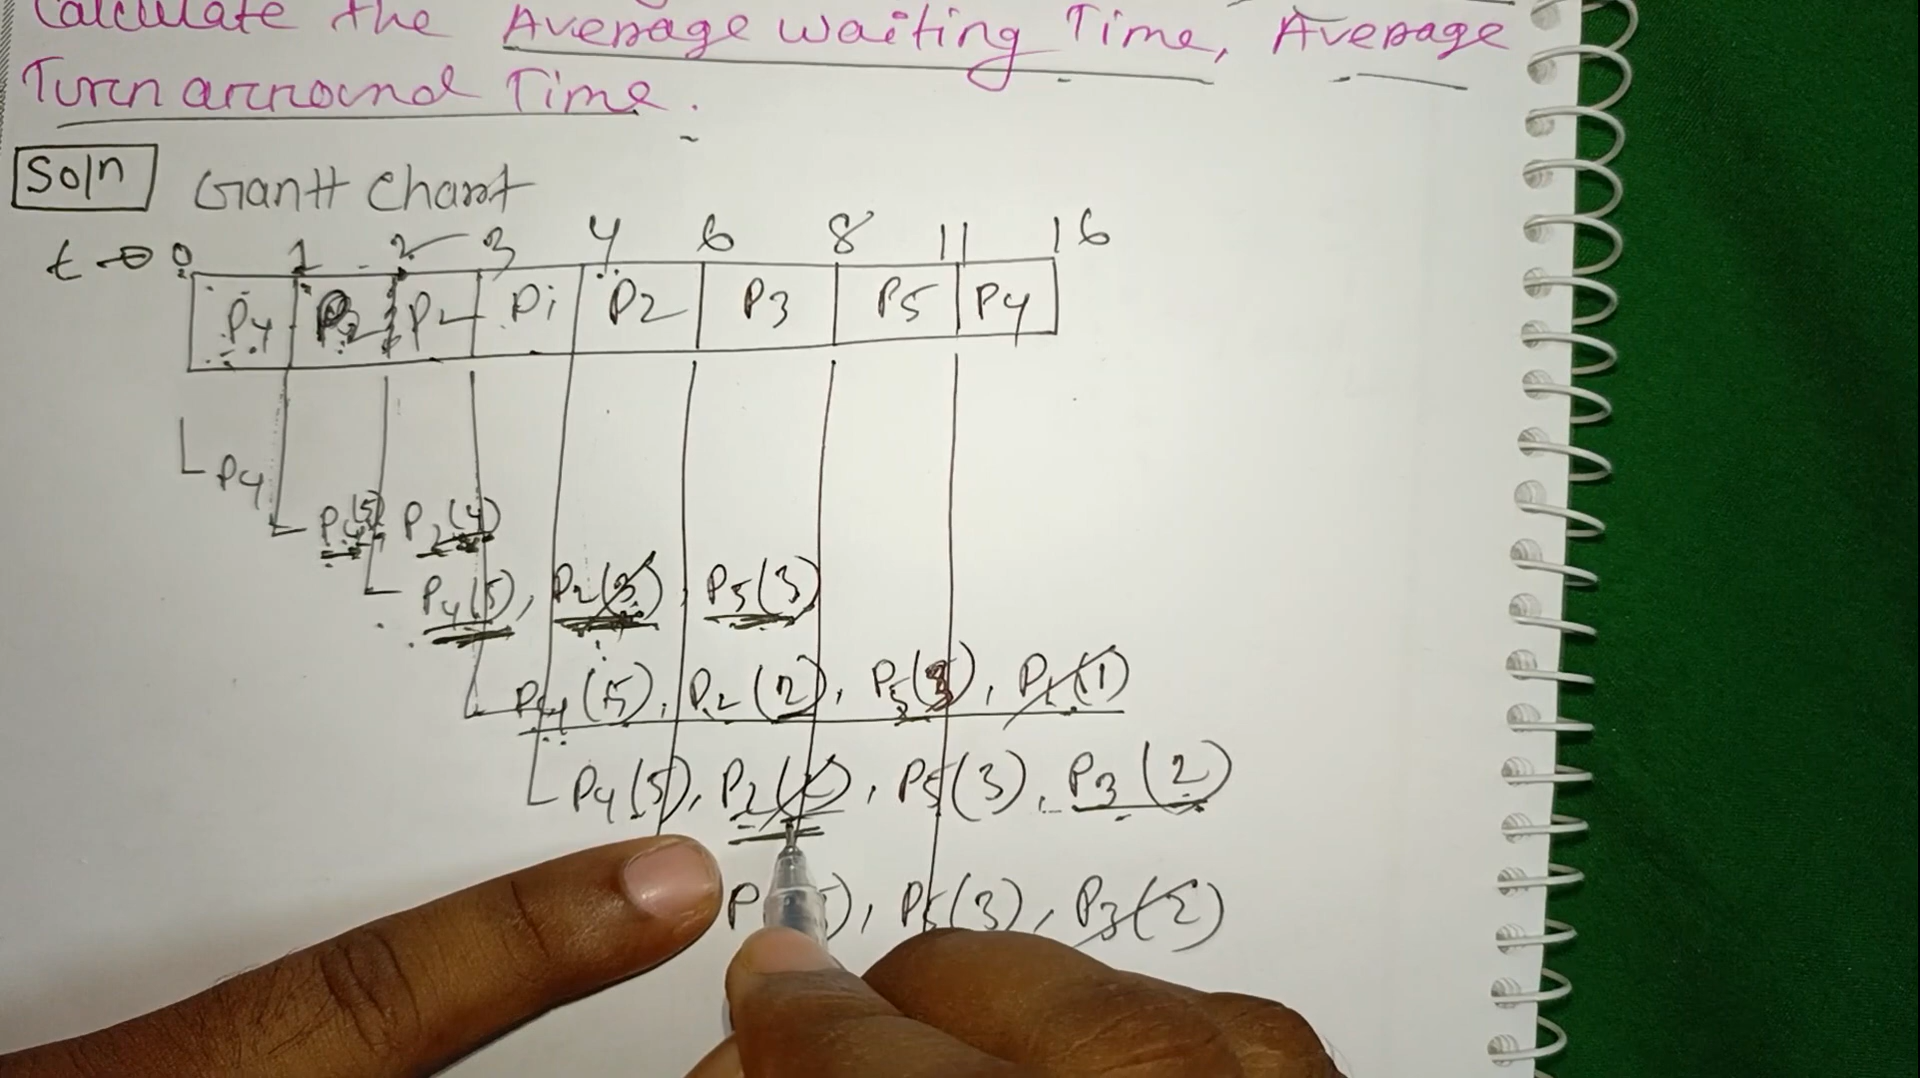 Calculate the Average Waiting Time, Average
Turn arround Time.
Soln Gantt Chart
t→ 0 1 2 3 4 6 8 11 16
P4 P2 P2 P1 P2 P3 P5 P4
P4
P4(5) P2(4)
P4(5), P2(3) P5(3)
P4(5), P2(2), P5(3), P1(1)
P4(5), P2(2), P5(3), P3(2)
P5(3), P3(2)